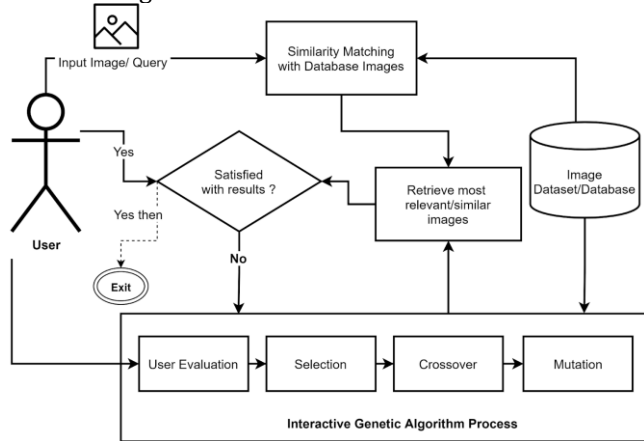 Input Image/ Query
Similarity Matching
with Database Images
Yes
Satisfied
with results ?
Retrieve most
relevant/similar
images
Image
Dataset/Database
User
Yes then
No
Exit
User Evaluation
Selection
Crossover
Mutation
Interactive Genetic Algorithm Process